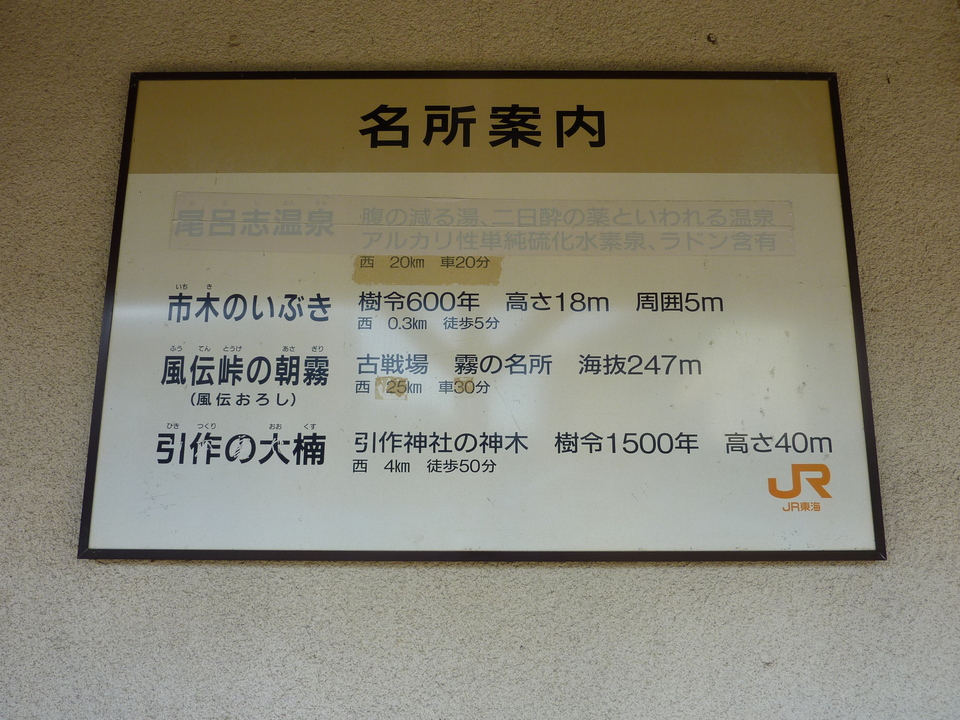 名所案内
尾呂志温泉 腹の減る湯、二日酔の薬といわれる温泉
アルカリ性単純硫化水素泉、ラドン含有
西 20㎞ 車20分
いち き
市木のいぶき 樹令600年 高さ18m 周囲5m
西 0.3㎞ 徒歩5分
ふう でん とうげ あさ ぎり
風伝峠の朝霧 古戦場 霧の名所 海抜247m
(風伝おろし) 西 25㎞ 車30分
ひき つくり おお くす
引作の大楠 引作神社の神木 樹令1500年 高さ40m
西 4㎞ 徒歩50分
JR
JR東海